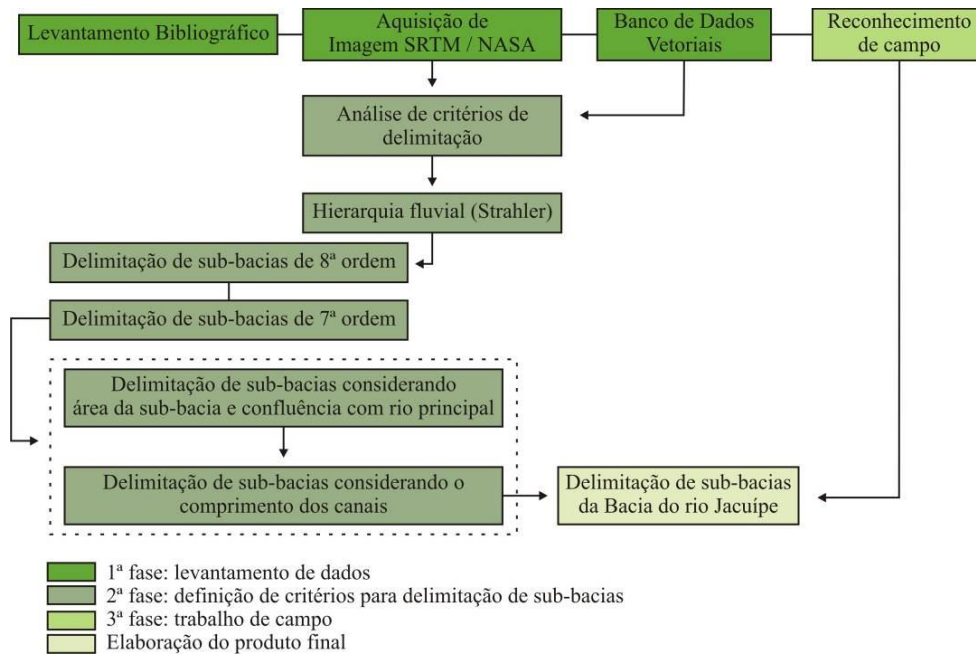 Levantamento Bibliográfico
Aquisição de
Imagem SRTM / NASA
Banco de Dados
Vetoriais
Reconhecimento
de campo
Análise de critérios de
delimitação
Hierarquia fluvial (Strahler)
Delimitação de sub-bacias de 8ª ordem
Delimitação de sub-bacias de 7ª ordem
Delimitação de sub-bacias considerando
área da sub-bacia e confluência com rio principal
Delimitação de sub-bacias considerando o
comprimento dos canais
Delimitação de sub-bacias
da Bacia do rio Jacuípe
1ª fase: levantamento de dados
2ª fase: definição de critérios para delimitação de sub-bacias
3ª fase: trabalho de campo
Elaboração do produto final